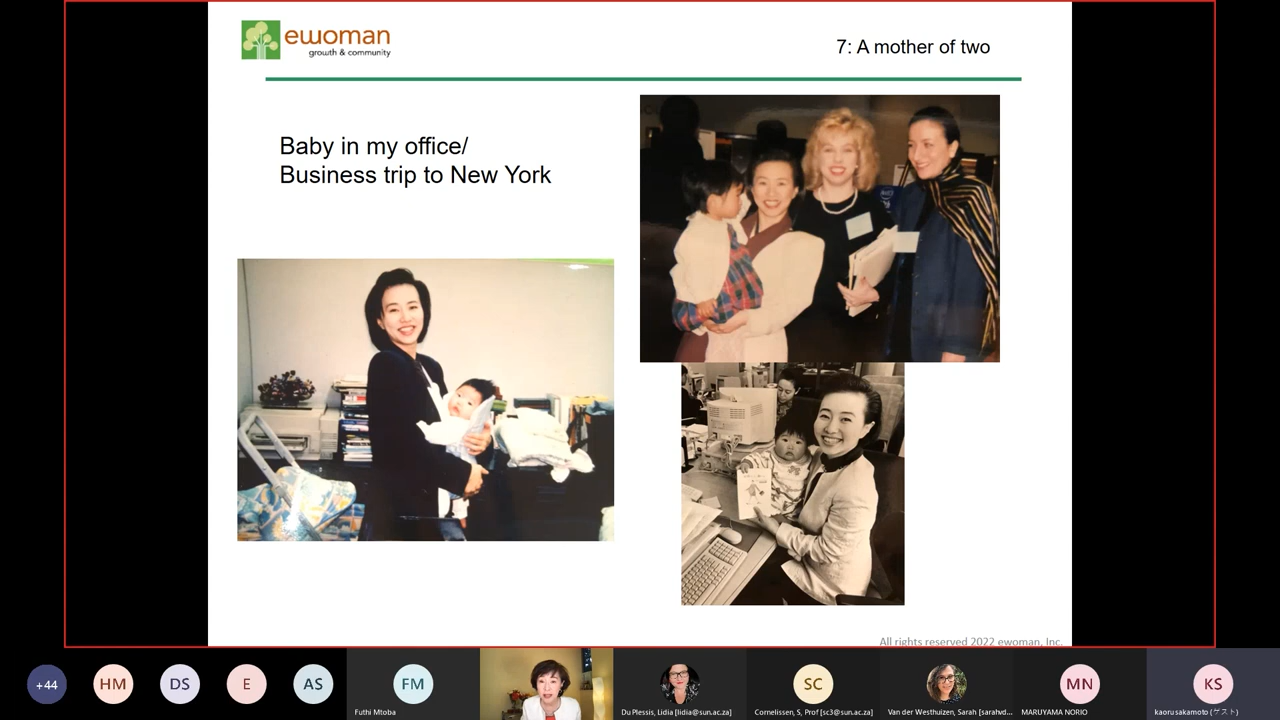 ewoman
growth & community
7: A mother of two
Baby in my office/
Business trip to New York
All rights reserved 2022 ewoman, Inc.
+44
HM
DS
E
AS
FM
SC
MN
KS
Futhi Mtoba
Du Plessis, Lidia [lidia@sun.ac.za]
Cornelissen, S, Prof [sc3@sun.ac.za]
Van der Westhuizen, Sarah [sarahvd...
MARUYAMA NORIO
kaoru sakamoto (ゲスト)